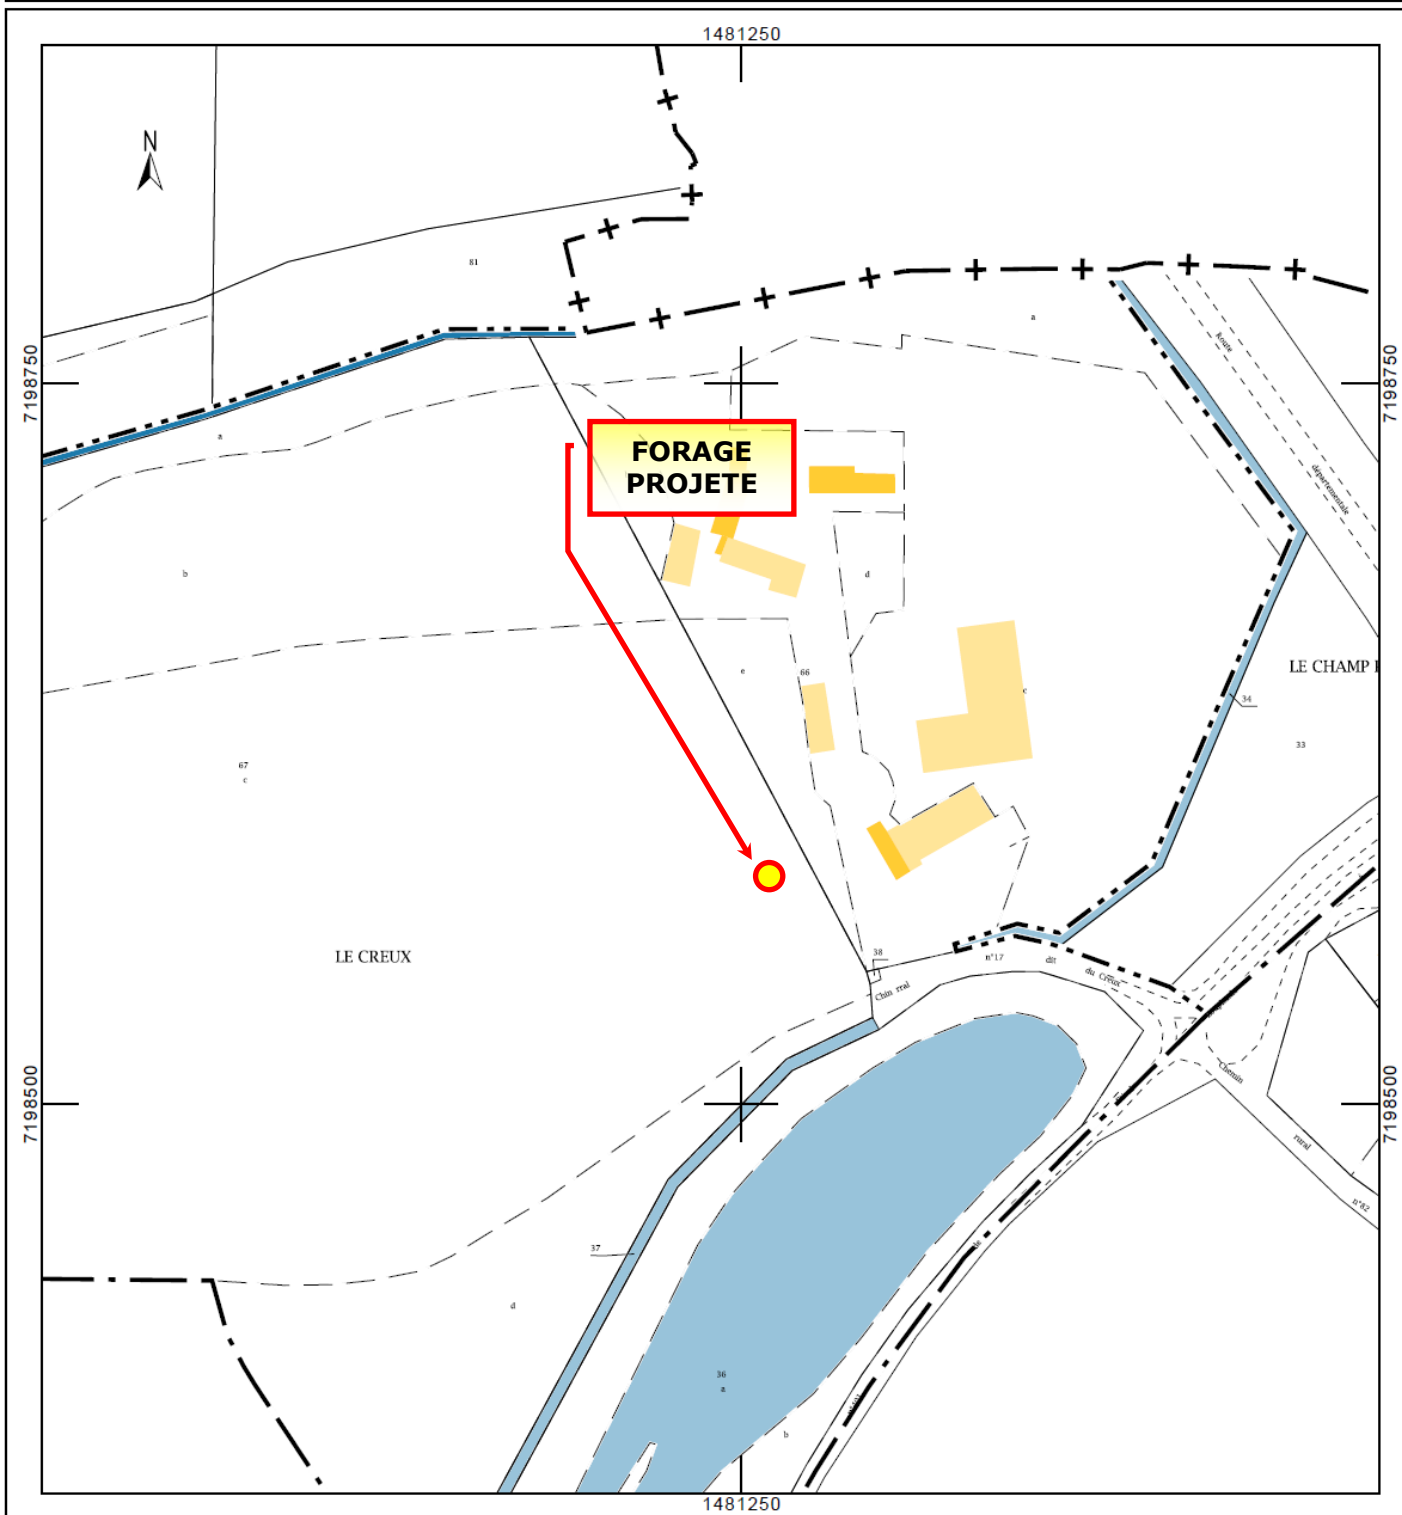 1481250
N
81
a
Route
7198750
7198750
a
FORAGE
PROJETE
départementale
b
d
e
66
c
LE CHAMP
34
33
67
c
LE CREUX
38
n°17
dit
du Creux
Chin rral
Chemin
7198500
7198500
rural
n°82
37
de
d
36
a
b
1481250